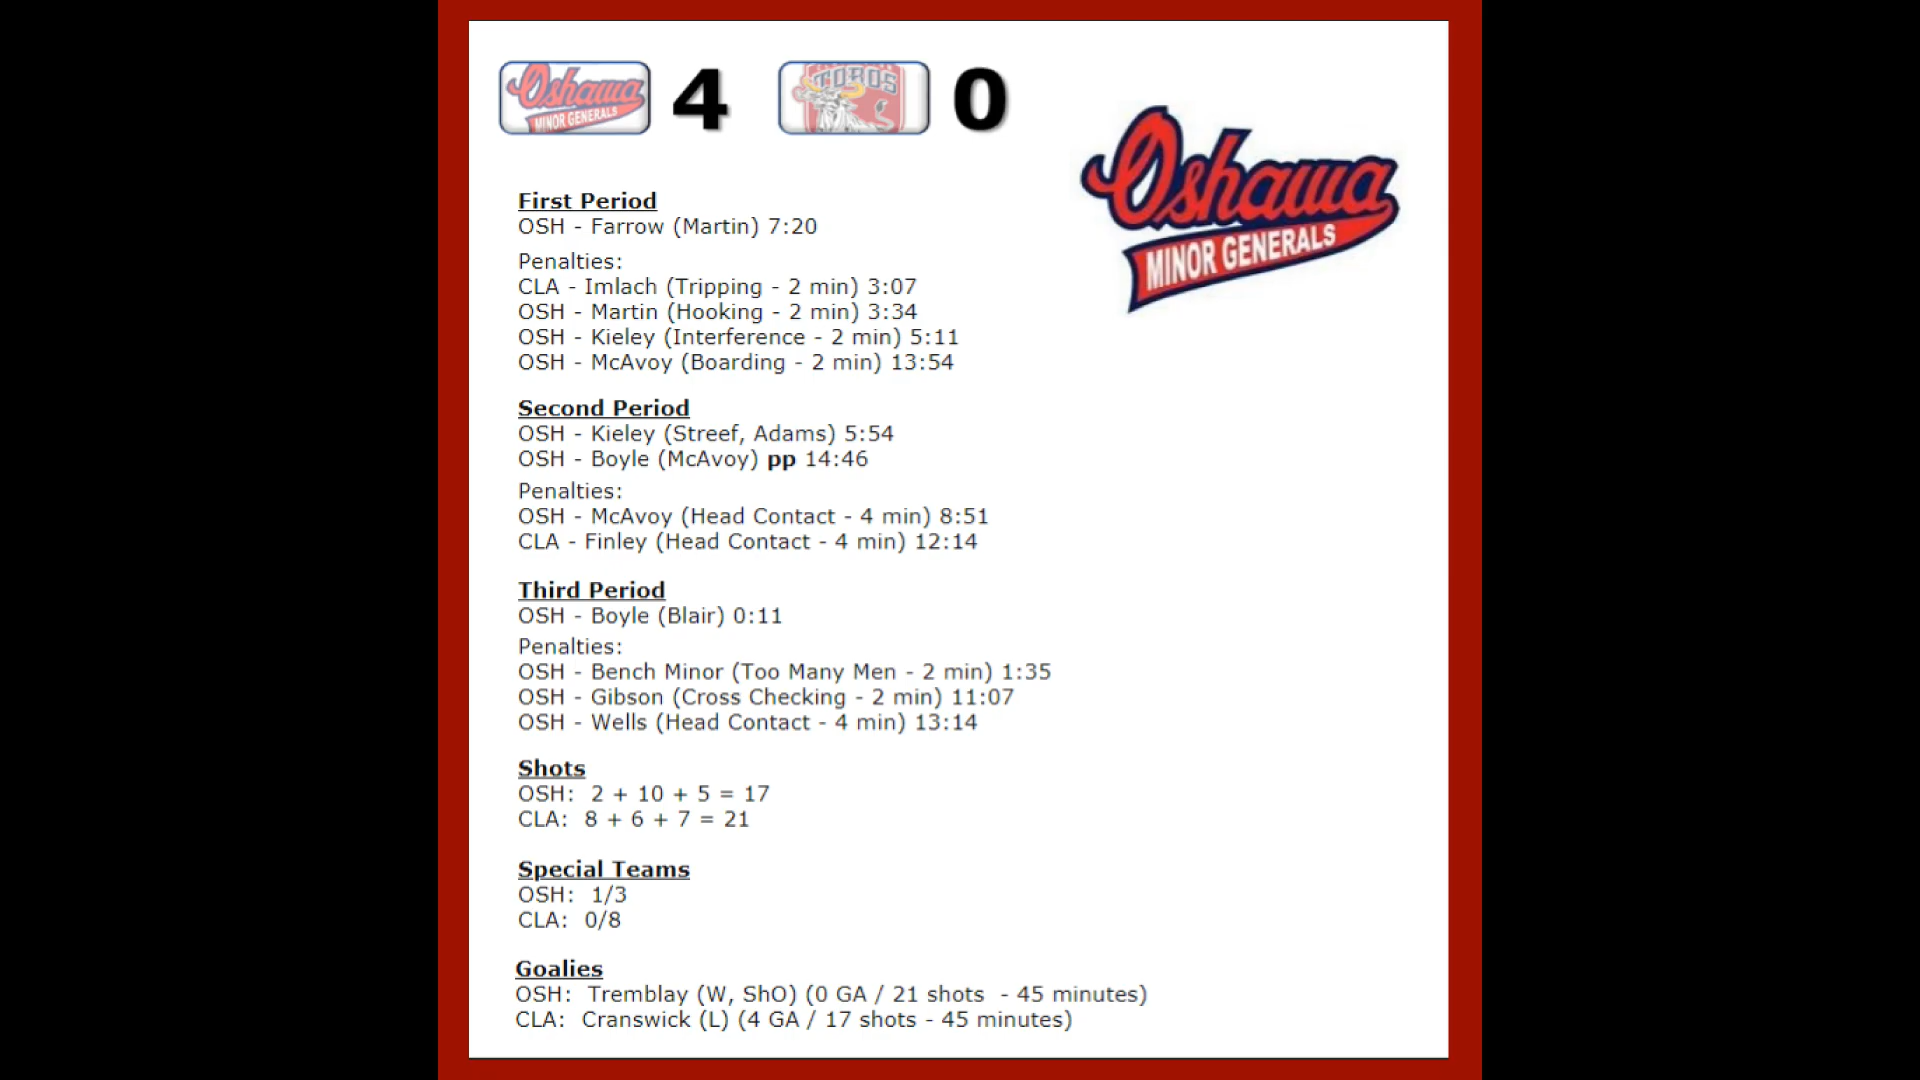 Oshawa
MINOR GENERALS
4
TOROS
0
Oshawa
MINOR GENERALS
First Period
OSH - Farrow (Martin) 7:20
Penalties:
CLA - Imlach (Tripping - 2 min) 3:07
OSH - Martin (Hooking - 2 min) 3:34
OSH - Kieley (Interference - 2 min) 5:11
OSH - McAvoy (Boarding - 2 min) 13:54
Second Period
OSH - Kieley (Streef, Adams) 5:54
OSH - Boyle (McAvoy) pp 14:46
Penalties:
OSH - McAvoy (Head Contact - 4 min) 8:51
CLA - Finley (Head Contact - 4 min) 12:14
Third Period
OSH - Boyle (Blair) 0:11
Penalties:
OSH - Bench Minor (Too Many Men - 2 min) 1:35
OSH - Gibson (Cross Checking - 2 min) 11:07
OSH - Wells (Head Contact - 4 min) 13:14
Shots
OSH: 2 + 10 + 5 = 17
CLA: 8 + 6 + 7 = 21
Special Teams
OSH: 1/3
CLA: 0/8
Goalies
OSH: Tremblay (W, ShO) (0 GA / 21 shots - 45 minutes)
CLA: Cranswick (L) (4 GA / 17 shots - 45 minutes)